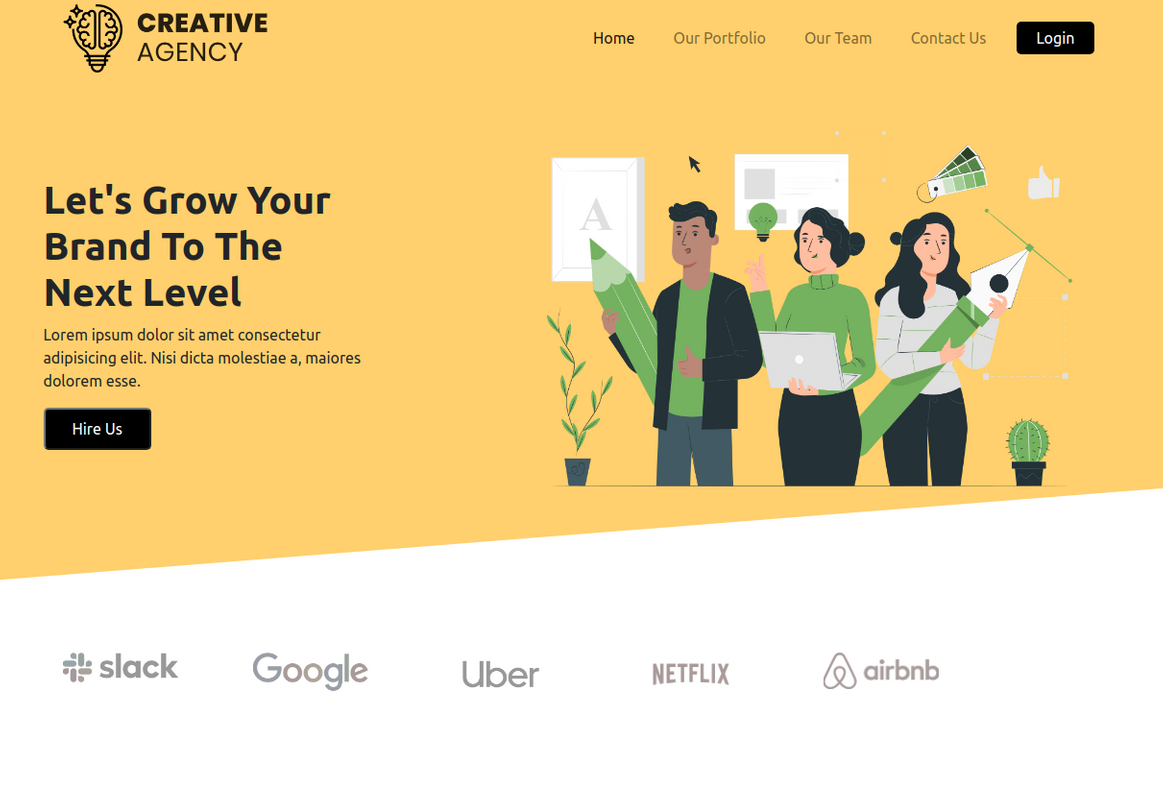 CREATIVE
AGENCY
Home Our Portfolio Our Team Contact Us Login
Let's Grow Your
Brand To The
Next Level
Lorem ipsum dolor sit amet consectetur
adipisicing elit. Nisi dicta molestiae a, maiores
dolorem esse.
Hire Us
A
slack Google Uber NETFLIX airbnb